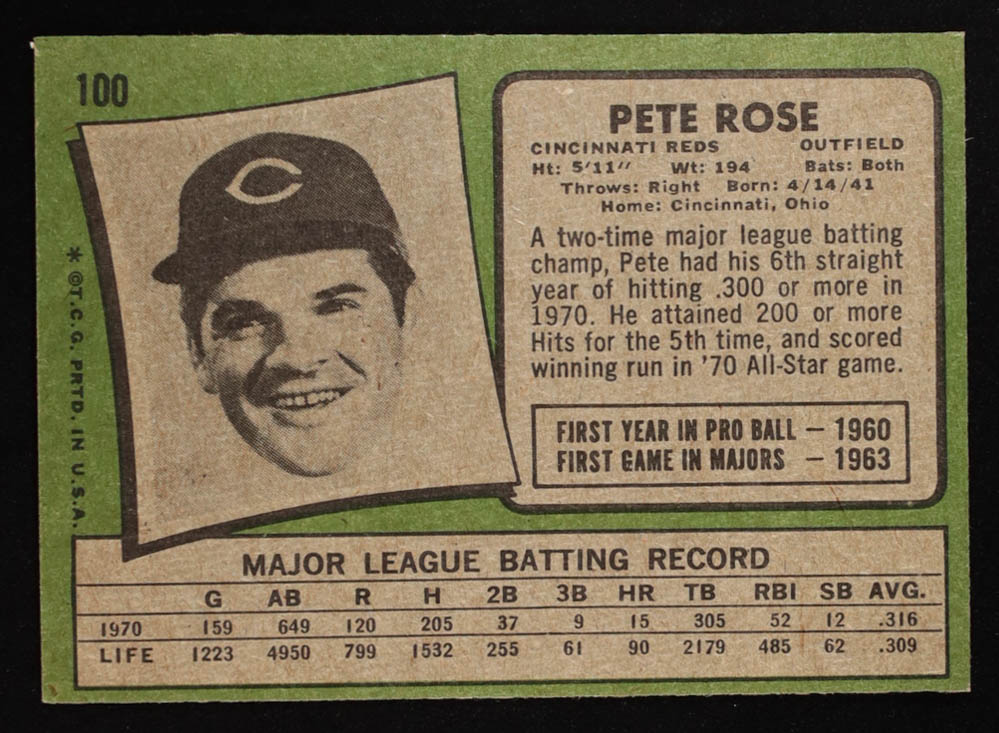 100
* ©T.C.G. PRTD. IN U.S.A.
PETE ROSE
CINCINNATI REDS OUTFIELD
Ht: 5'11" Wt: 194 Bats: Both
Throws: Right Born: 4/14/41
Home: Cincinnati, Ohio
A two-time major league batting
champ, Pete had his 6th straight
year of hitting .300 or more in
1970. He attained 200 or more
Hits for the 5th time, and scored
winning run in '70 All-Star game.
FIRST YEAR IN PRO BALL — 1960
FIRST GAME IN MAJORS — 1963
MAJOR LEAGUE BATTING RECORD
G AB R H 2B 3B HR TB RBI SB AVG.
1970 159 649 120 205 37 9 15 305 52 12 .316
LIFE 1223 4950 799 1532 255 61 90 2179 485 62 .309